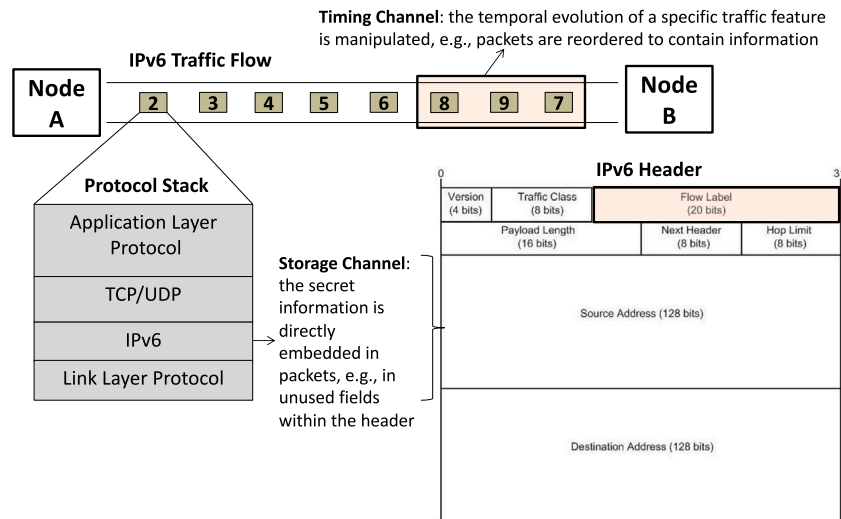 Timing Channel: the temporal evolution of a specific traffic feature
is manipulated, e.g., packets are reordered to contain information
IPv6 Traffic Flow
Node
A
2
3
4
5
6
8
9
7
Node
B
Protocol Stack
Application Layer
Protocol
TCP/UDP
IPv6
Link Layer Protocol
Storage Channel:
the secret
information is
directly
embedded in
packets, e.g., in
unused fields
within the header
IPv6 Header
0
3
Version
(4 bits)
Traffic Class
(8 bits)
Flow Label
(20 bits)
Payload Length
(16 bits)
Next Header
(8 bits)
Hop Limit
(8 bits)
Source Address (128 bits)
Destination Address (128 bits)